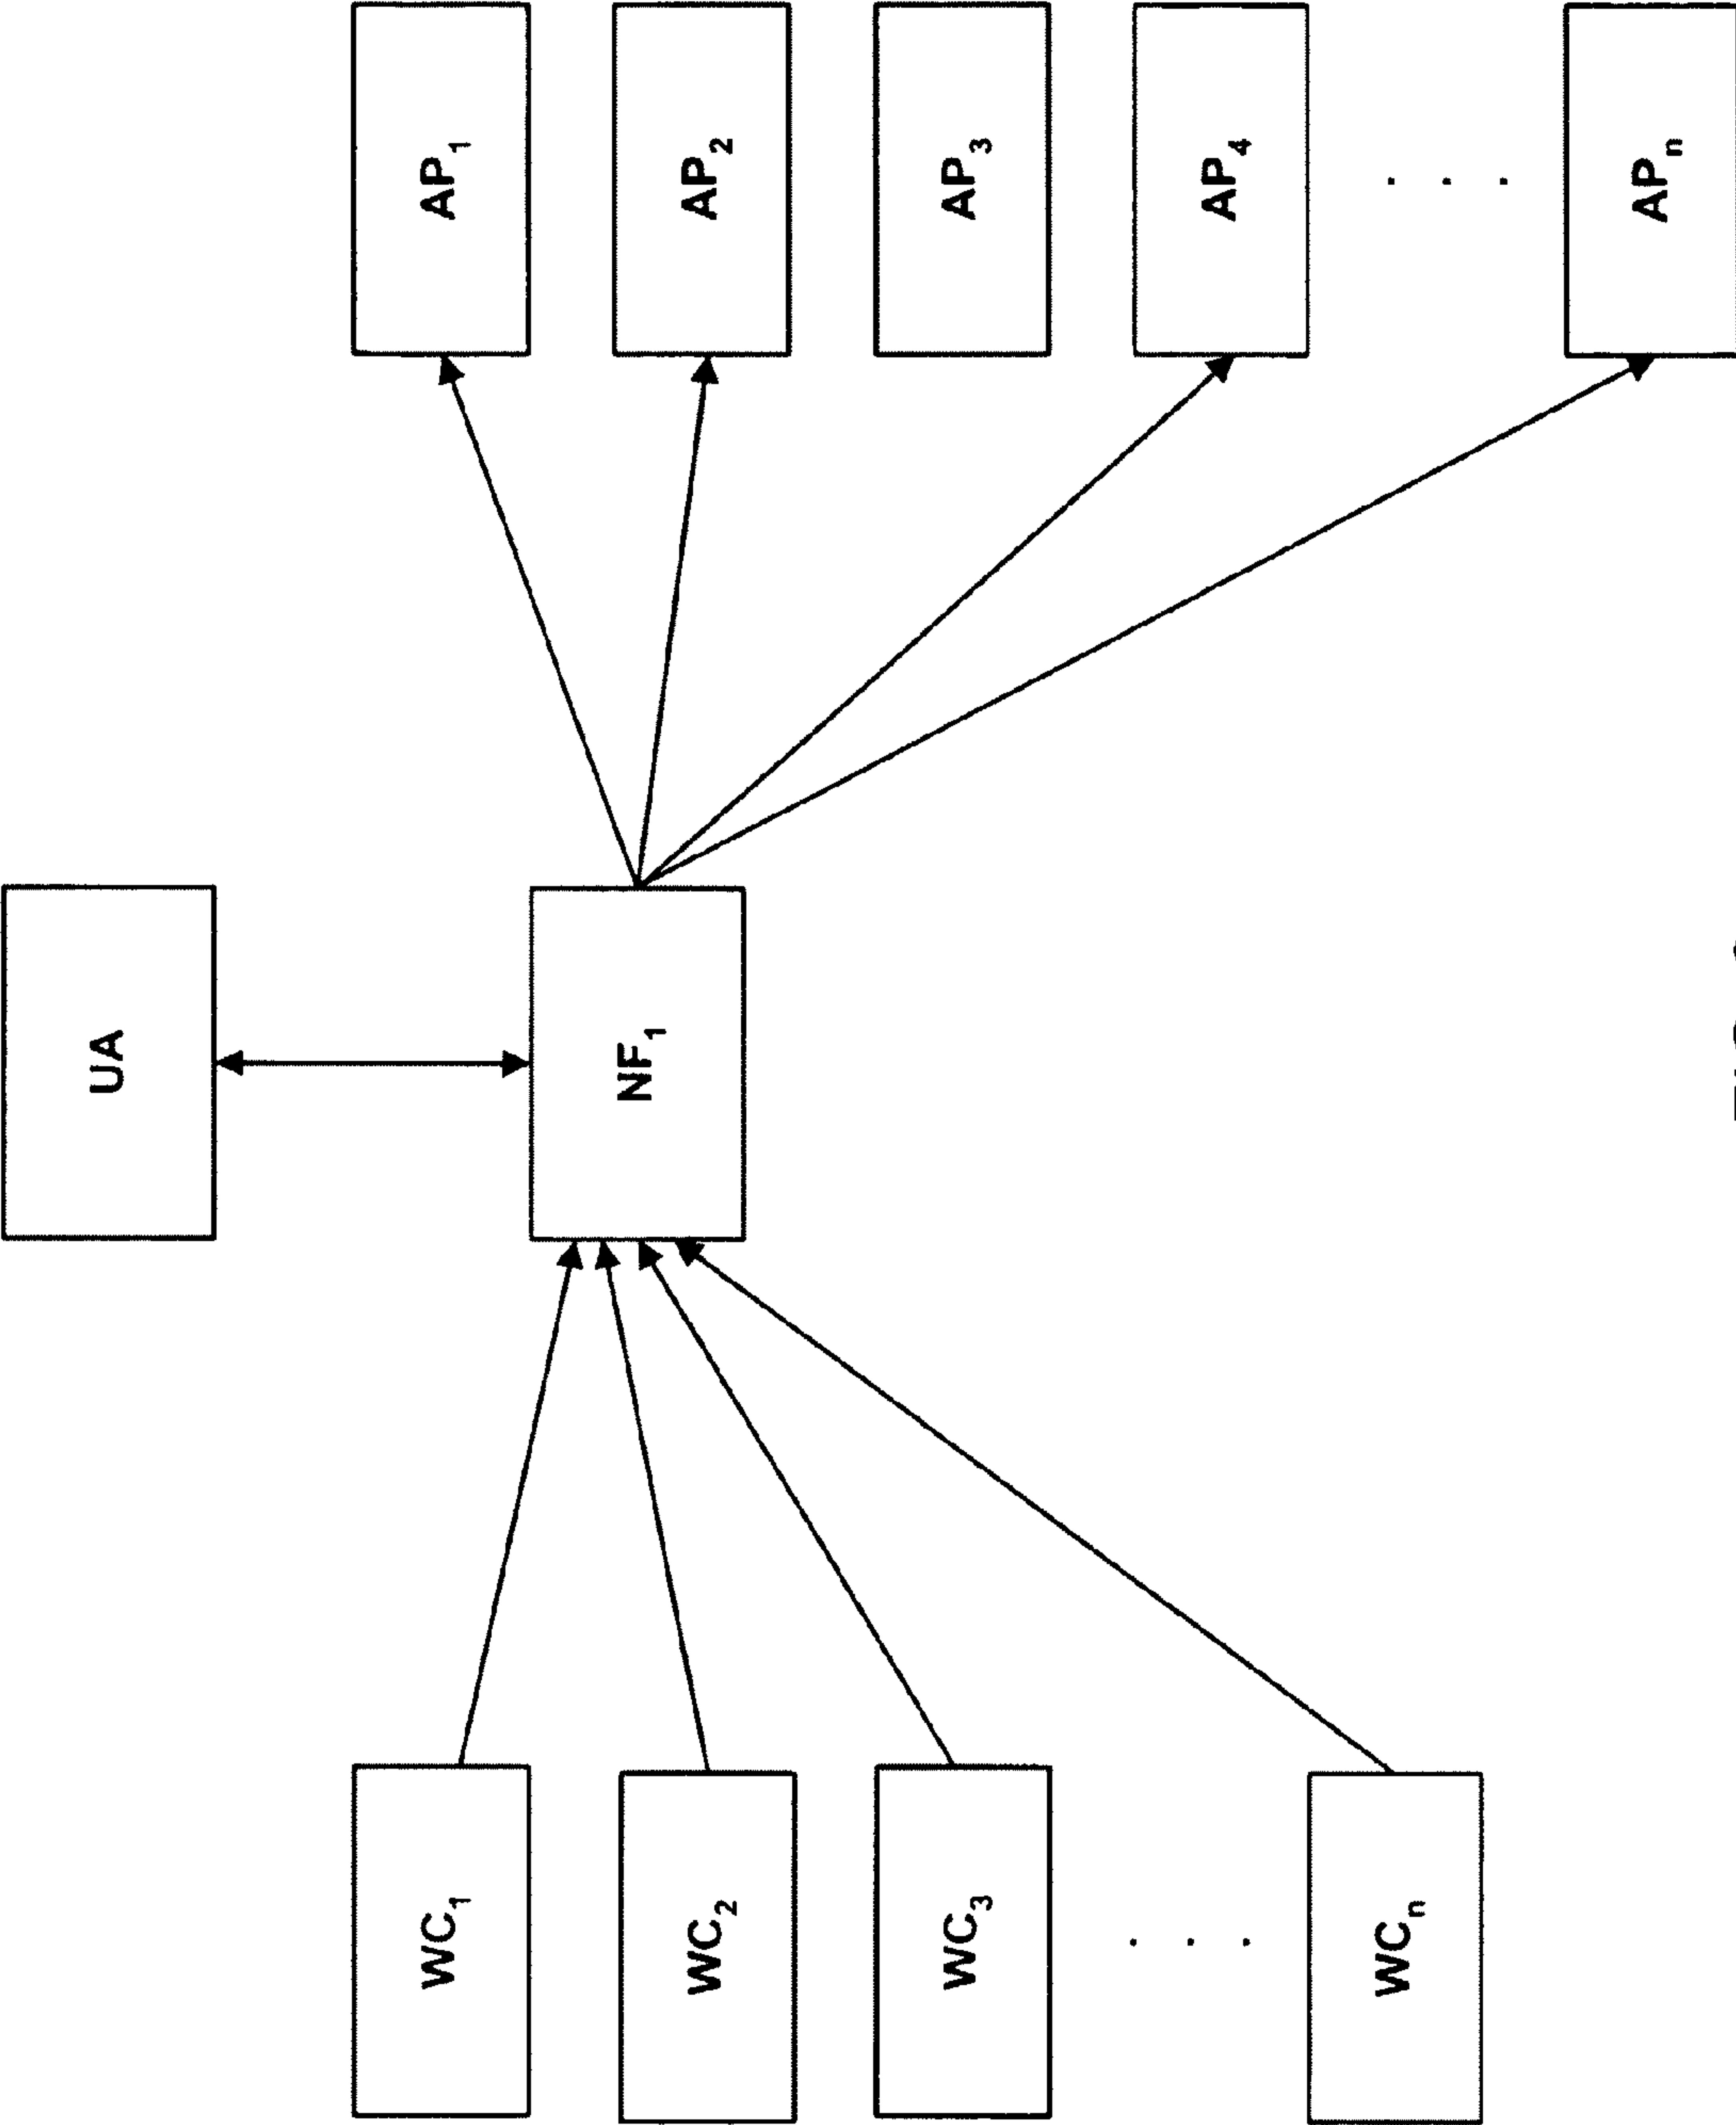 UA
WC₁
WC₂
WC₃
. . .
WCₙ
NF₁
AP₁
AP₂
AP₃
AP₄
. . .
APₙ